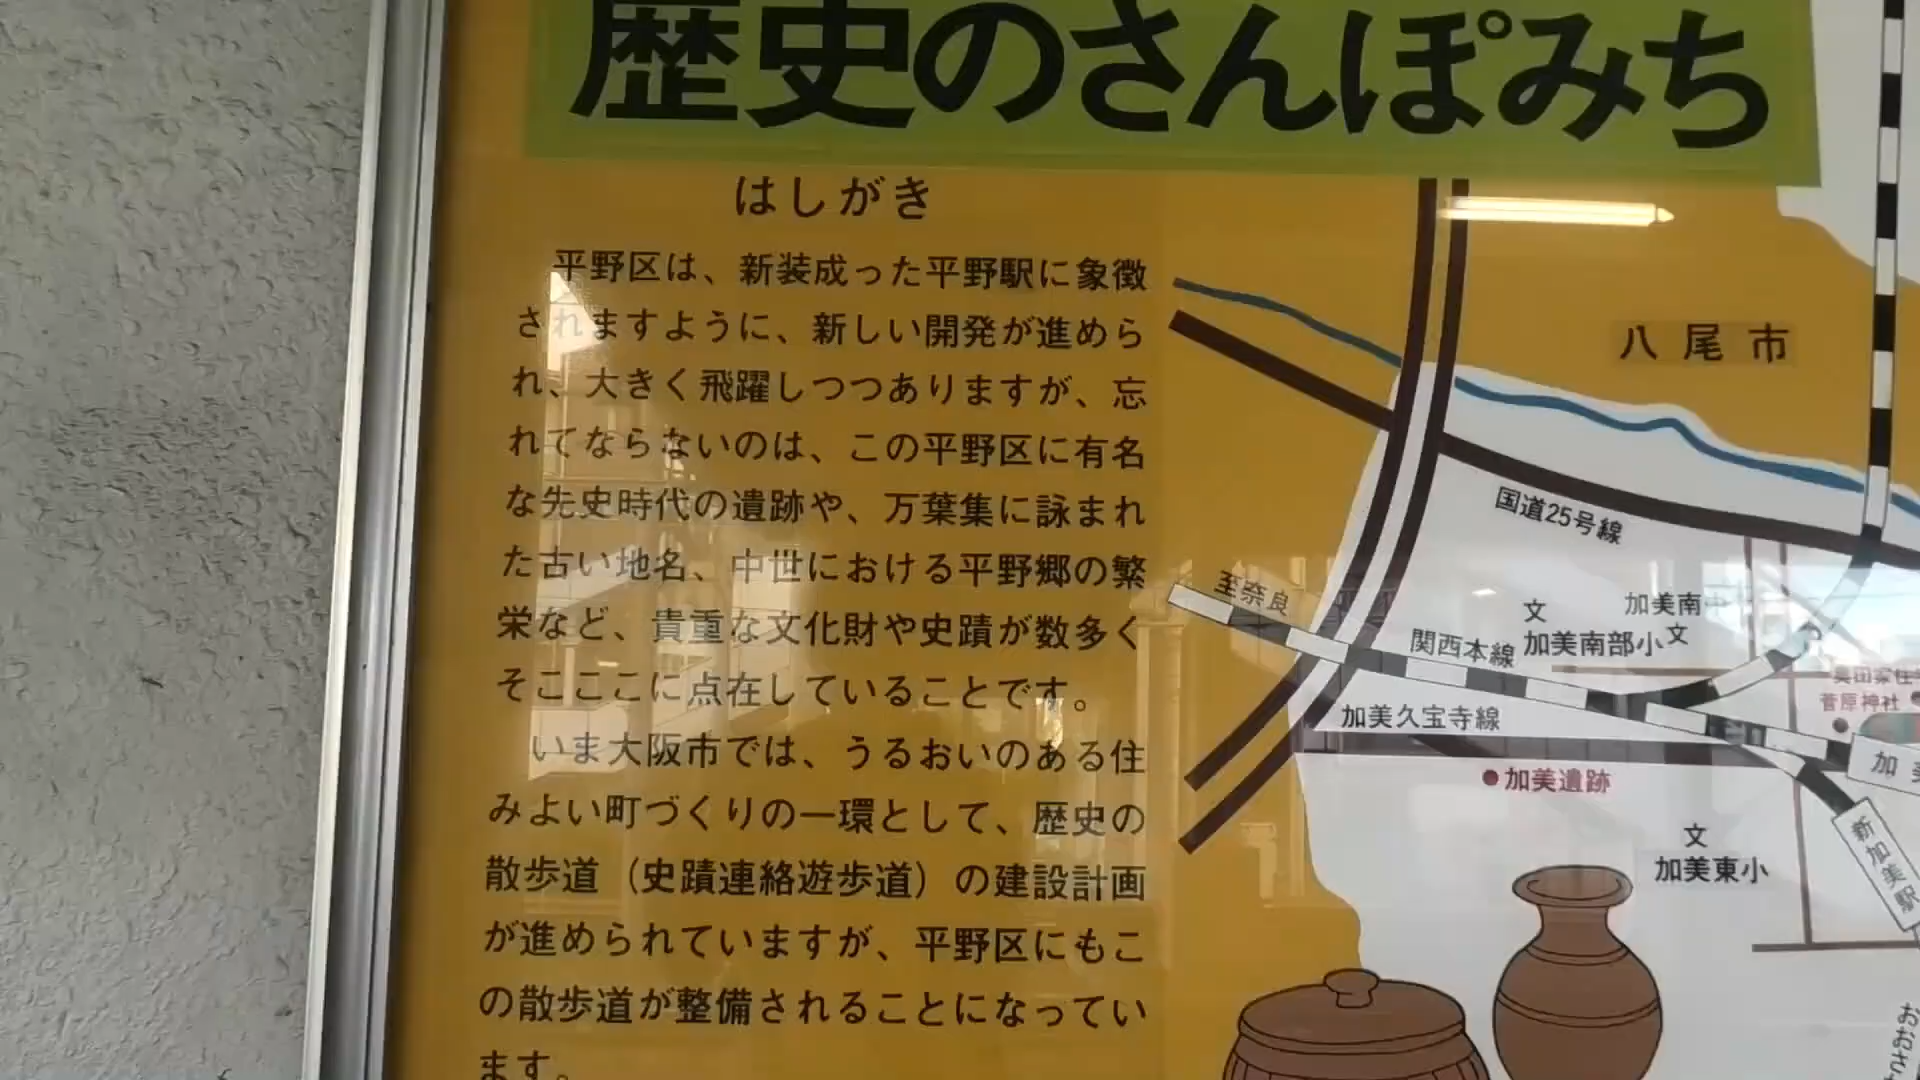 歴史のさんぽみち
はしがき
平野区は、新装成った平野駅に象徴
されますように、新しい開発が進めら
れ、大きく飛躍しつつありますが、忘
れてならないのは、この平野区に有名
な先史時代の遺跡や、万葉集に詠まれ
た古い地名、中世における平野郷の繁
栄など、貴重な文化財や史蹟が数多く
そこここに点在していることです。
いま大阪市では、うるおいのある住
みよい町づくりの一環として、歴史の
散歩道（史蹟連絡遊歩道）の建設計画
が進められていますが、平野区にもこ
の散歩道が整備されることになってい
ます。
八尾市
国道25号線
至奈良
関西本線
文
加美南部小
加美南中
文
加美久宝寺線
菅原神社
加美遺跡
加美
文
加美東小
新加美駅
おおさ